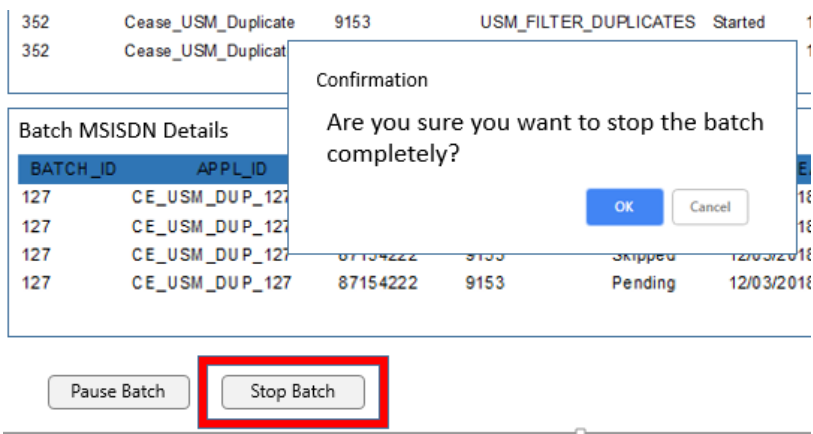 352 Cease_USM_Duplicate 9153 USM_FILTER_DUPLICATES Started
352
Confirmation
Are you sure you want to stop the batch
completely?
OK Cancel
Batch MSISDN Details
BATCH_ID APPL_ID
127 CE_USM_DUP_127
127 CE_USM_DUP_127
127 CE_USM_DUP_127 87154222 9153 Skipped 12/03/2018
127 CE_USM_DUP_127 87154222 9153 Pending 12/03/2018
Pause Batch Stop Batch